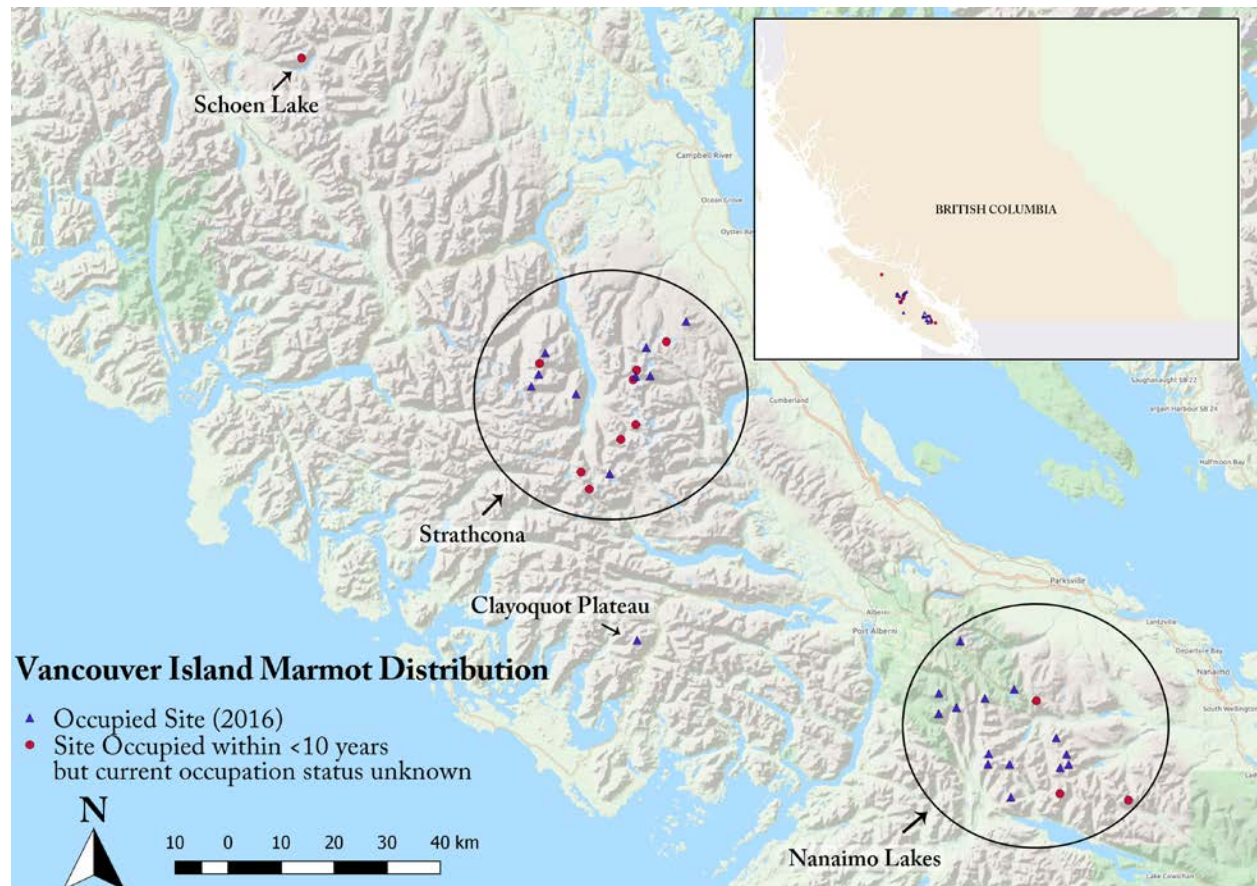 Schoen Lake
Campbell River
Ocean Grove
BRITISH COLUMBIA
Strathcona
Cumberland
Halfmoon Bay
Clayoquot Plateau
Alberni
Port Alberni
Parksville
Lantzville
Departure Bay
Nanaimo
South Wellington
Vancouver Island Marmot Distribution
Occupied Site (2016)
Site Occupied within <10 years
but current occupation status unknown
N
10 0 10 20 30 40 km
Nanaimo Lakes
Lake Cowichan